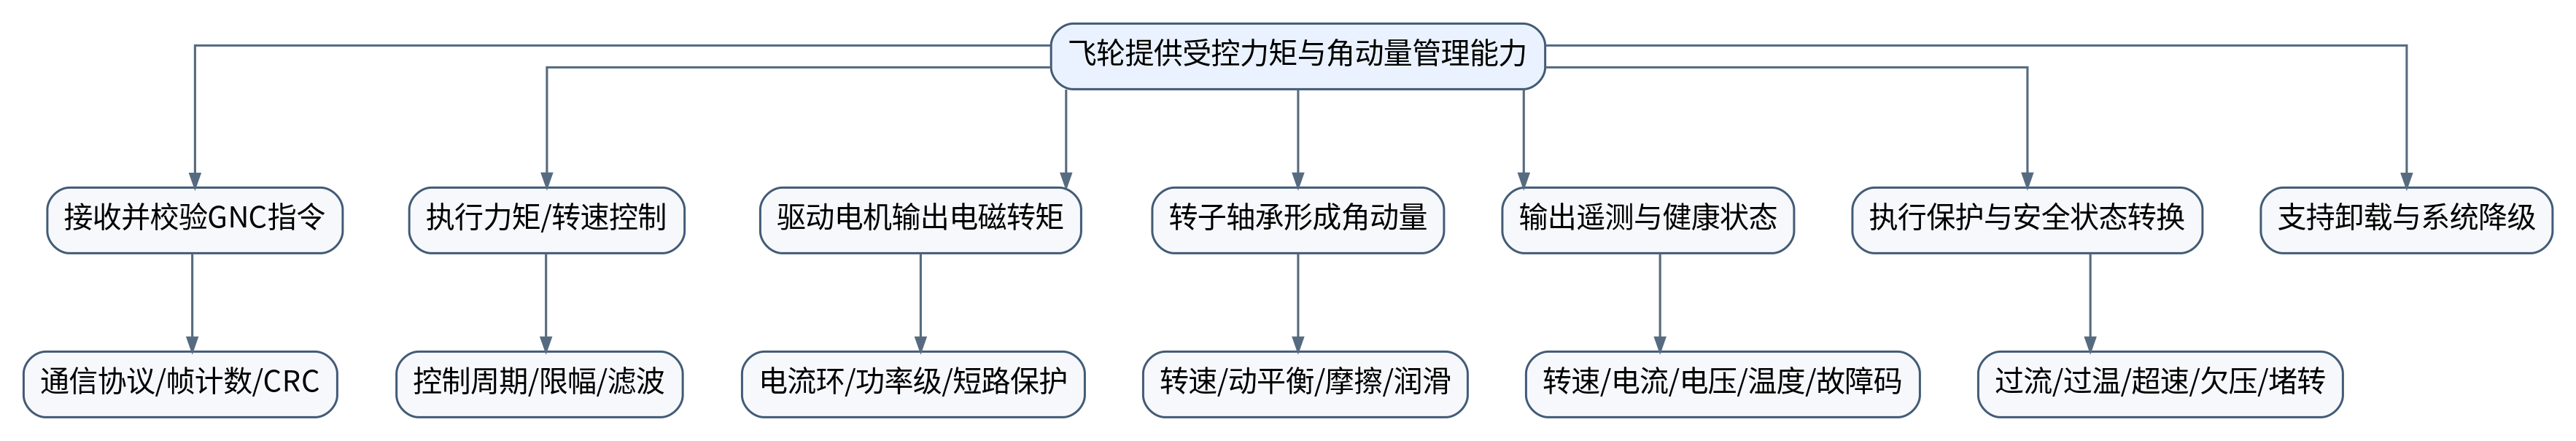 飞轮提供受控力矩与角动量管理能力
接收并校验GNC指令
执行力矩/转速控制
驱动电机输出电磁转矩
转子轴承形成角动量
输出遥测与健康状态
执行保护与安全状态转换
支持卸载与系统降级
通信协议/帧计数/CRC
控制周期/限幅/滤波
电流环/功率级/短路保护
转速/动平衡/摩擦/润滑
转速/电流/电压/温度/故障码
过流/过温/超速/欠压/堵转